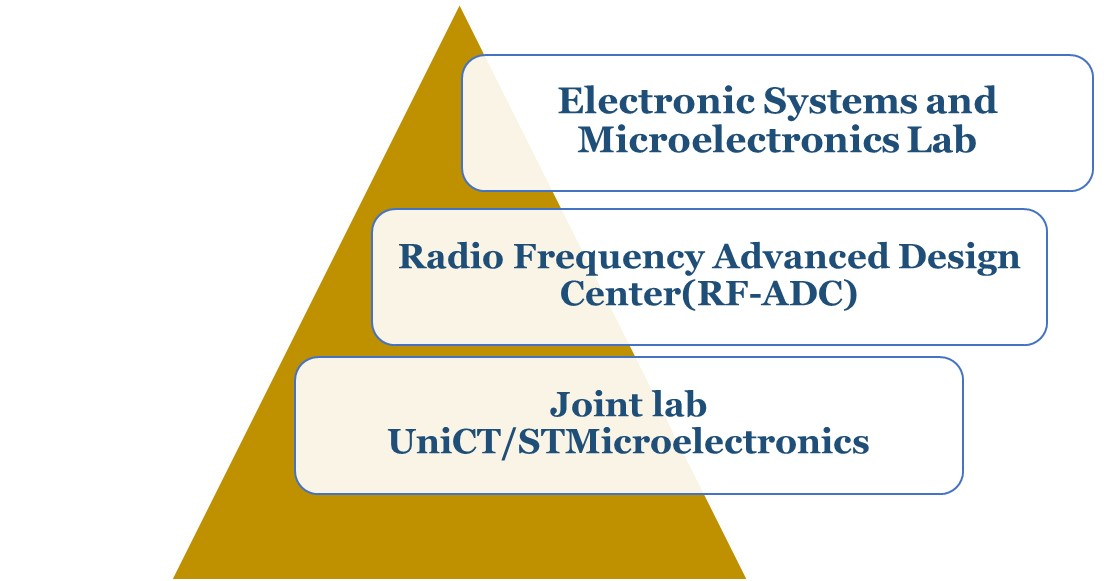 Electronic Systems and
Microelectronics Lab
Radio Frequency Advanced Design
Center(RF-ADC)
Joint lab
UniCT/STMicroelectronics